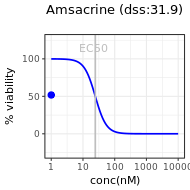 Amsacrine (dss:31.9)
EC50
100
50
0
% viability
1 10 100 1000 10000
conc(nM)